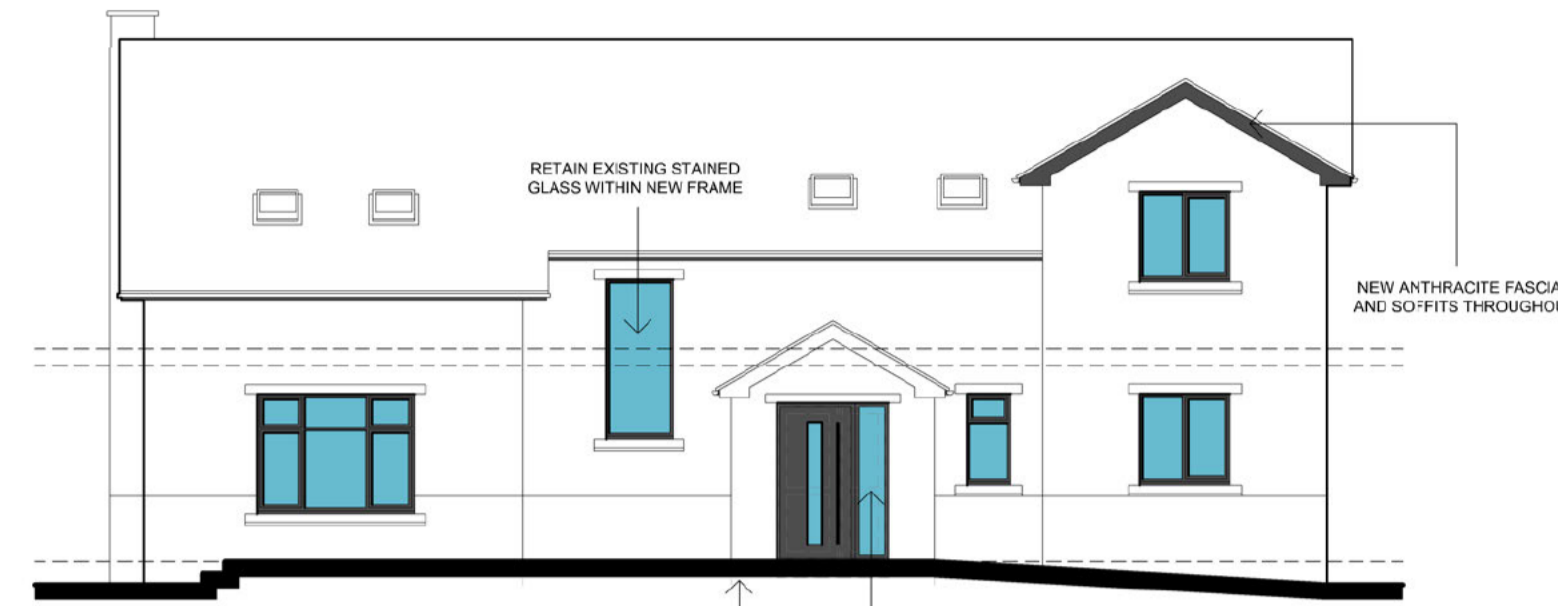 RETAIN EXISTING STAINED
GLASS WITHIN NEW FRAME
NEW ANTHRACITE FASCIA
AND SOFFITS THROUGHOU